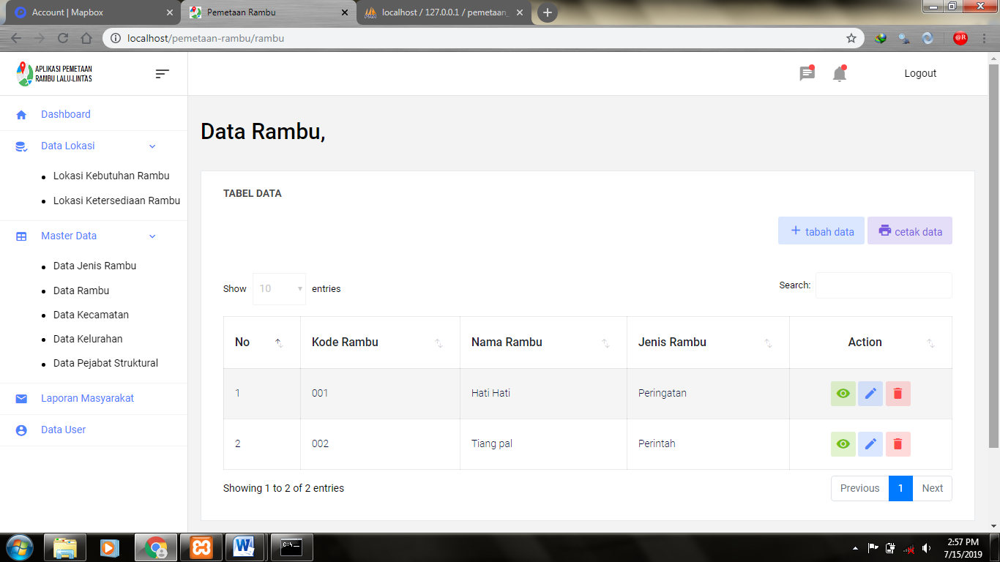 Account | Mapbox
Pemetaan Rambu
localhost / 127.0.0.1 / pemetaan_
localhost/pemetaan-rambu/rambu
@R
APLIKASI PEMETAAN
RAMBU LALU-LINTAS
Logout
Dashboard
Data Lokasi
Lokasi Kebutuhan Rambu
Lokasi Ketersediaan Rambu
Master Data
Data Jenis Rambu
Data Rambu
Data Kecamatan
Data Kelurahan
Data Pejabat Struktural
Laporan Masyarakat
Data User
Data Rambu,
TABEL DATA
+ tabah data
cetak data
Show 10 entries
Search:
No Kode Rambu Nama Rambu Jenis Rambu Action
1 001 Hati Hati Peringatan
2 002 Tiang pal Perintah
Showing 1 to 2 of 2 entries
Previous 1 Next
C:\
2:57 PM
7/15/2019